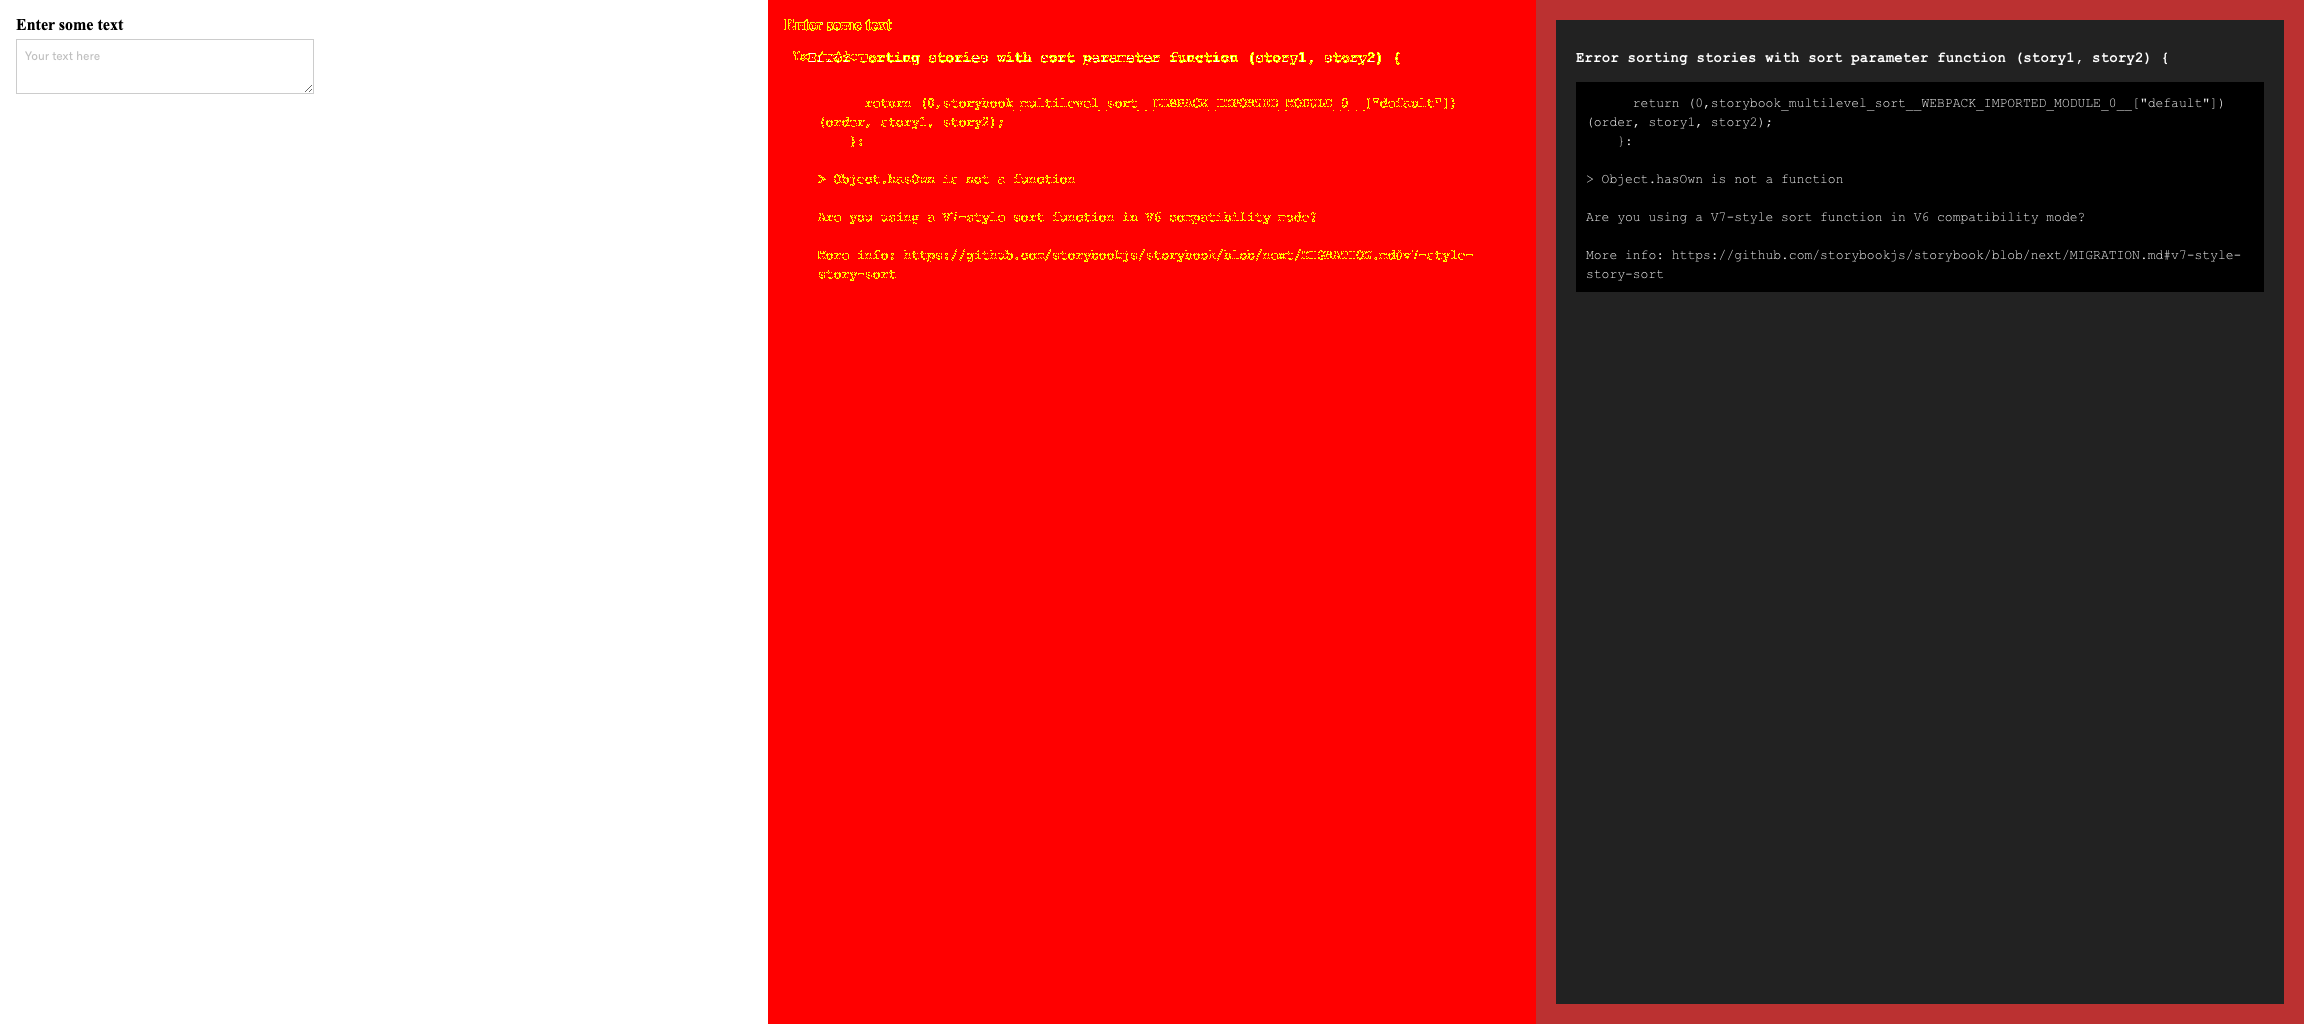 Enter some text
Your text here
Enter some text
orting stories with sort parameter function (story1, story2) {
return (0,storybook_multilevel_sort__WEBPACK_IMPORTED_MODULE_0__["default"])
(order, story1, story2);
}:
> Object.hasOwn is not a function
Are you using a V7-style sort function in V6 compatibility mode?
More info: https://github.com/storybookjs/storybook/blob/next/MIGRATION.md#v7-style-
story-sort
Error sorting stories with sort parameter function (story1, story2) {
return (0,storybook_multilevel_sort__WEBPACK_IMPORTED_MODULE_0__["default"])
(order, story1, story2);
}:
> Object.hasOwn is not a function
Are you using a V7-style sort function in V6 compatibility mode?
More info: https://github.com/storybookjs/storybook/blob/next/MIGRATION.md#v7-style-
story-sort